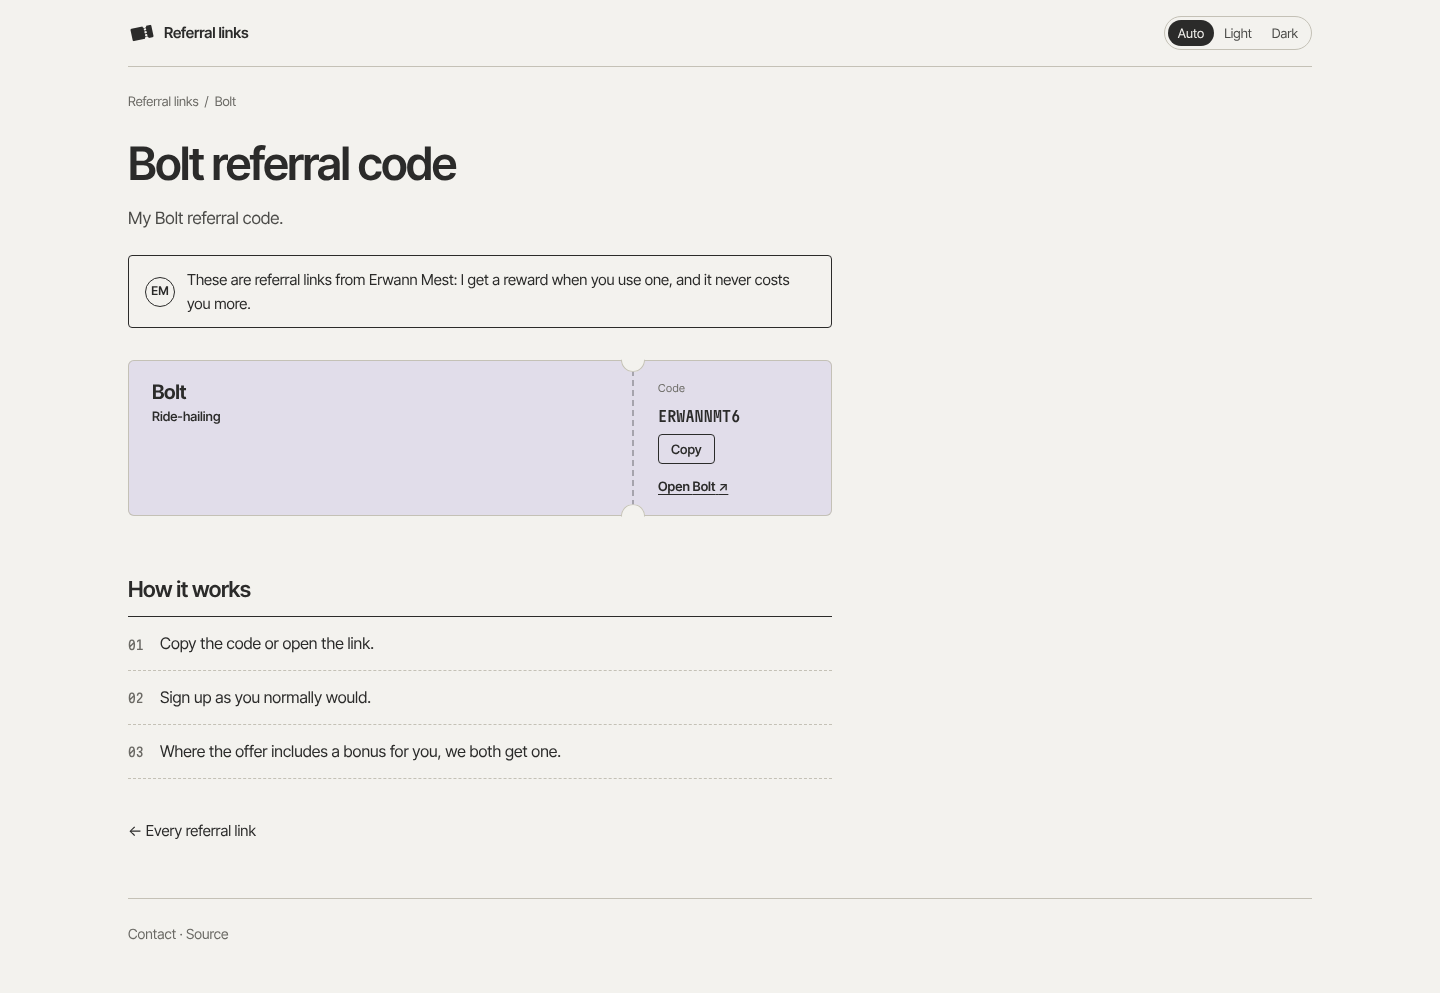 Referral links
Auto Light Dark
Referral links / Bolt
Bolt referral code
My Bolt referral code.
EM
These are referral links from Erwann Mest: I get a reward when you use one, and it never costs
you more.
Bolt
Ride-hailing
Code
ERWANNMT6
Copy
Open Bolt ↗
How it works
01 Copy the code or open the link.
02 Sign up as you normally would.
03 Where the offer includes a bonus for you, we both get one.
← Every referral link
Contact · Source